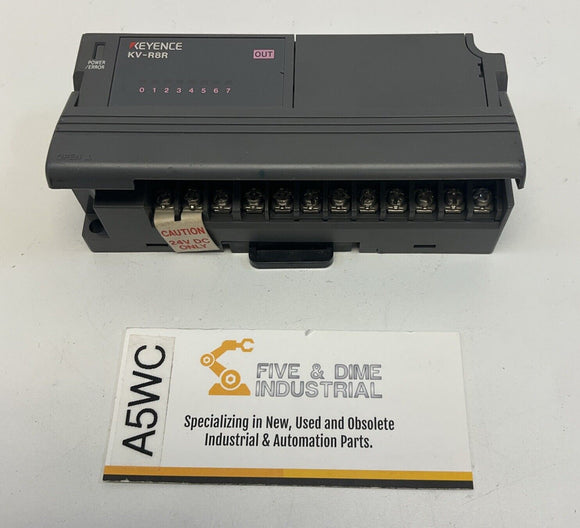 KEYENCE
KV-R8R
OUT
POWER
/ERROR
0 1 2 3 4 5 6 7
OPEN
CAUTION
24V DC
ONLY
A5WC
FIVE & DIME
INDUSTRIAL
Specializing in New, Used and Obsolete
Industrial & Automation Parts.